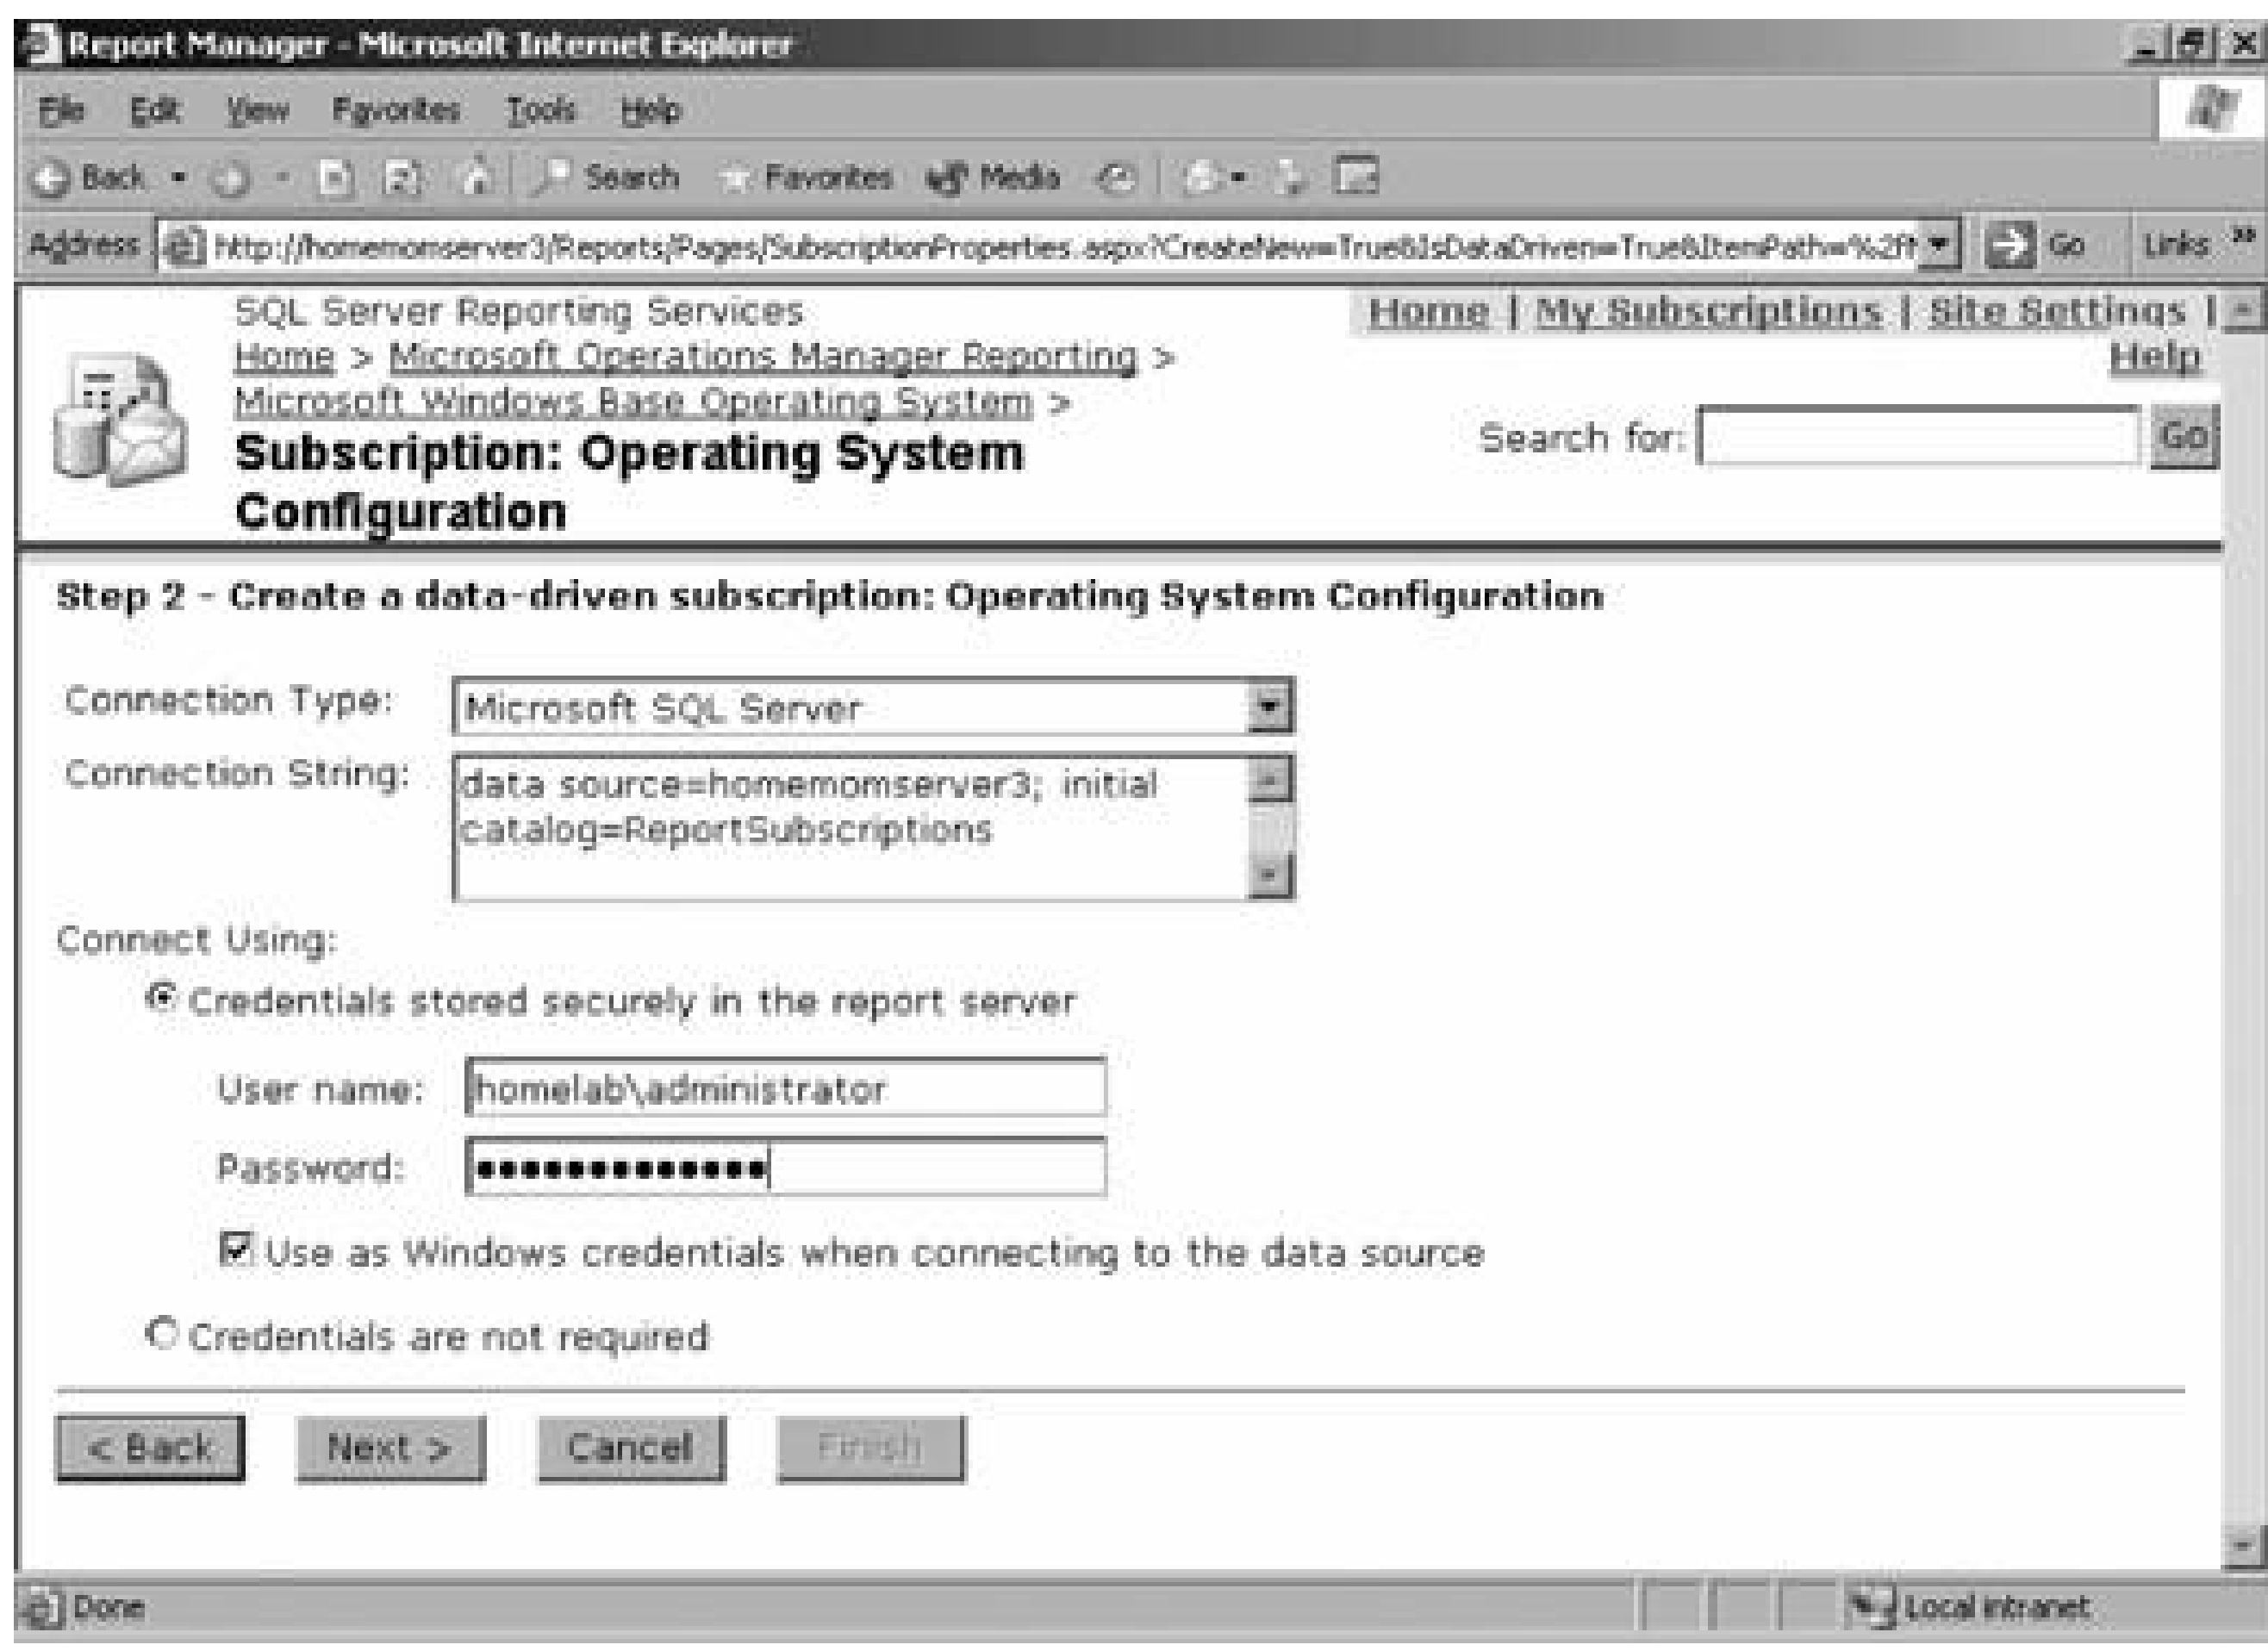 Report Manager - Microsoft Internet Explorer
File Edit View Favorites Tools Help
Back Search Favorites Media
Address http://homemomserver3/Reports/Pages/SubscriptionProperties.aspx?CreateNew=True&IsDataDriven=True&ItemPath=%2fM Go Links »
SQL Server Reporting Services
Home | My Subscriptions | Site Settings |
Home > Microsoft Operations Manager Reporting >
Help
Microsoft Windows Base Operating System >
Search for: Go
Subscription: Operating System
Configuration
Step 2 - Create a data-driven subscription: Operating System Configuration
Connection Type: Microsoft SQL Server
Connection String: data source=homemomserver3; initial
catalog=ReportSubscriptions
Connect Using:
Credentials stored securely in the report server
User name: homelab\administrator
Password: •••••••••••••
Use as Windows credentials when connecting to the data source
Credentials are not required
< Back Next > Cancel Finish
Done Local intranet